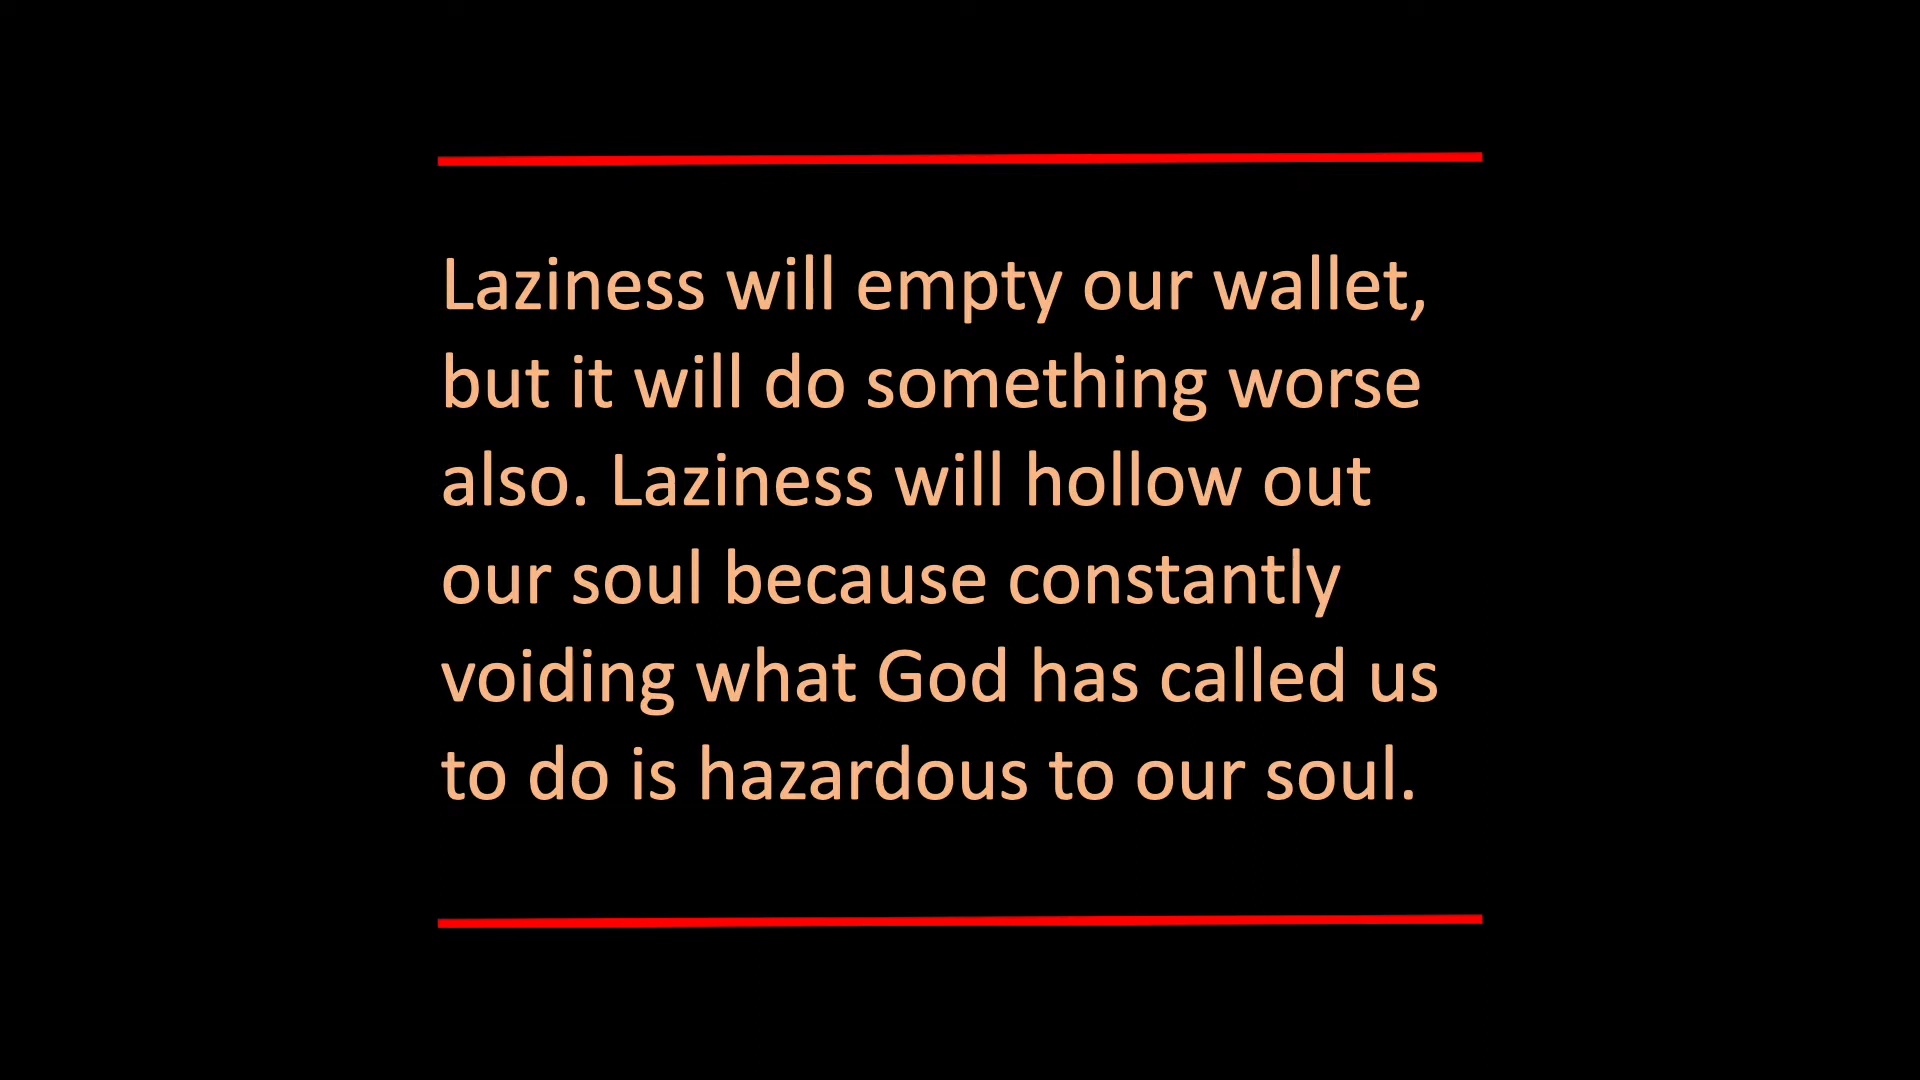 Laziness will empty our wallet,
but it will do something worse
also. Laziness will hollow out
our soul because constantly
voiding what God has called us
to do is hazardous to our soul.